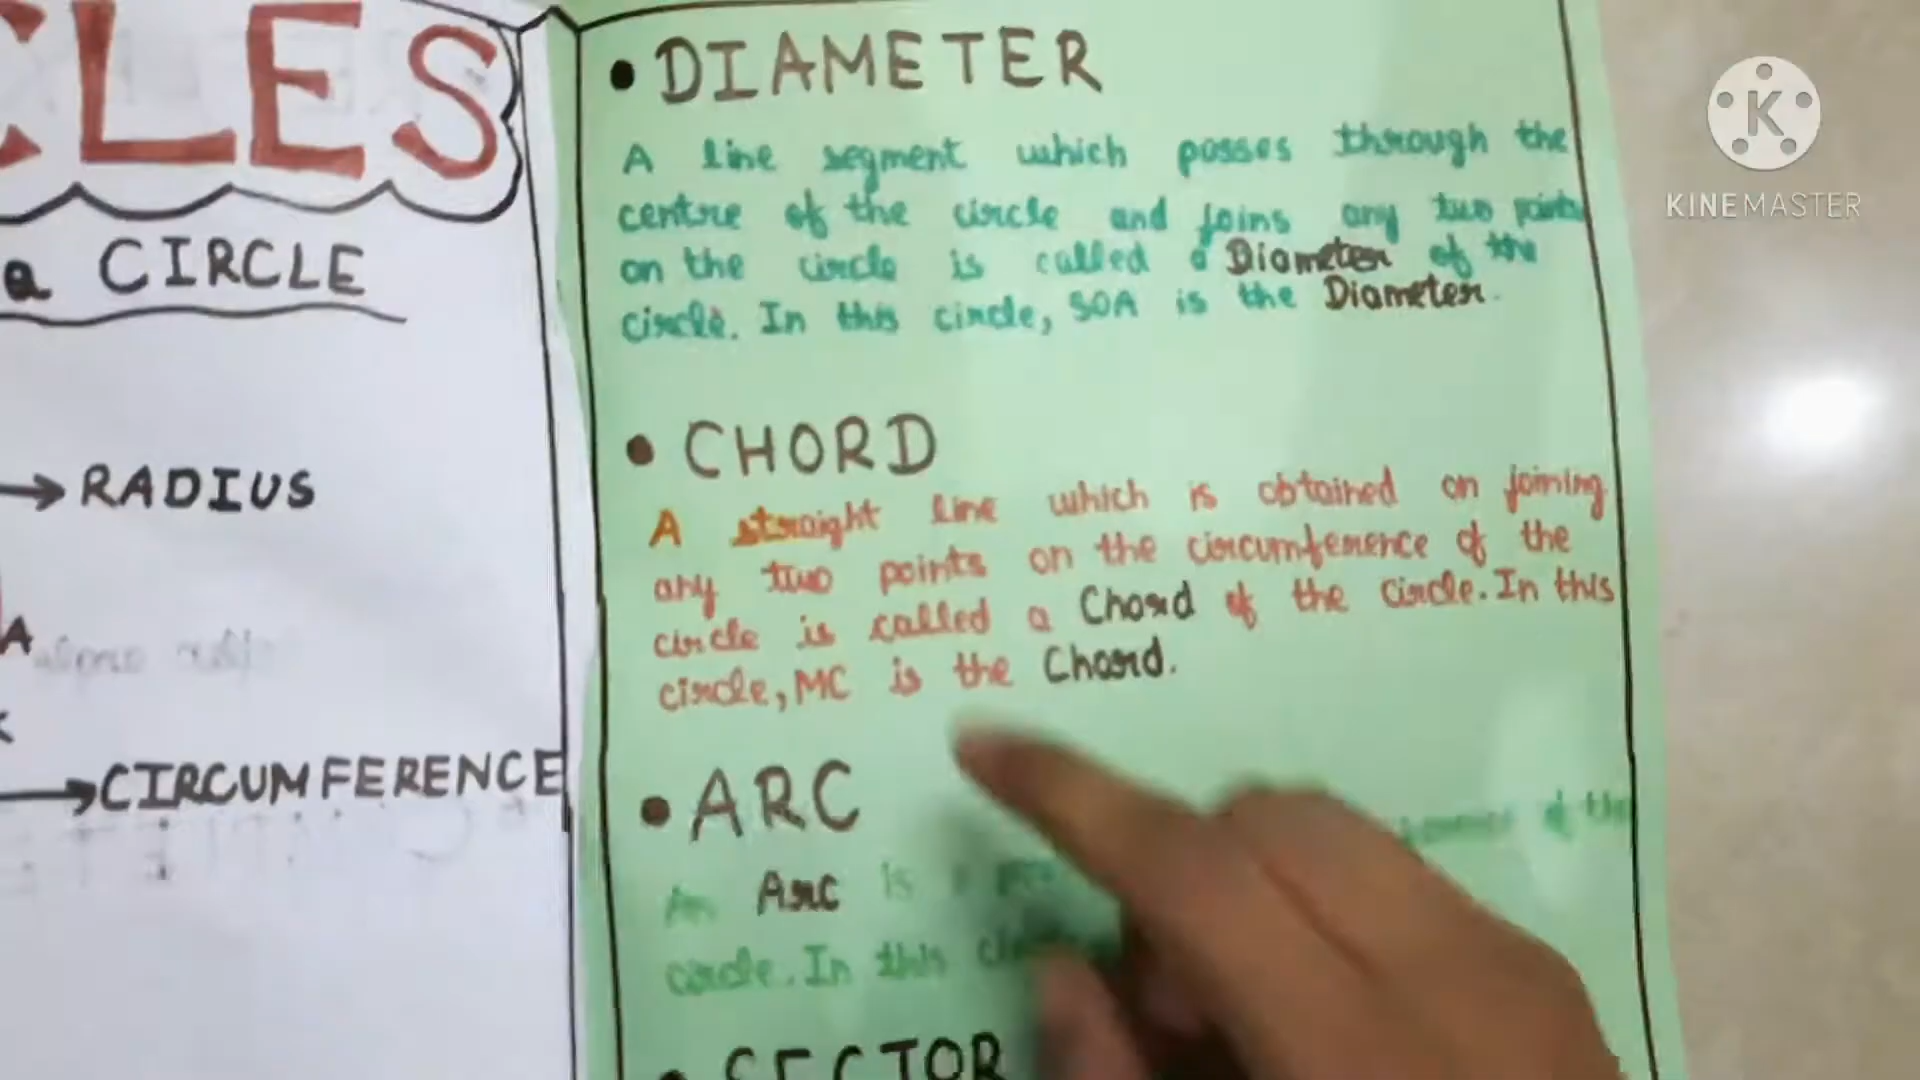 CLES
a CIRCLE
RADIUS
A
CIRCUMFERENCE
• DIAMETER
A line segment which passes through the
centre of the circle and joins any two points
on the circle is called a Diameter of the
circle. In this circle, SOA is the Diameter.
• CHORD
A straight line which is obtained on joining
any two points on the circumference of the
circle is called a Chord of the circle. In this
circle, MC is the Chord.
• ARC
An Arc is of the
circle. In this
• SECTOR
K
KINEMASTER